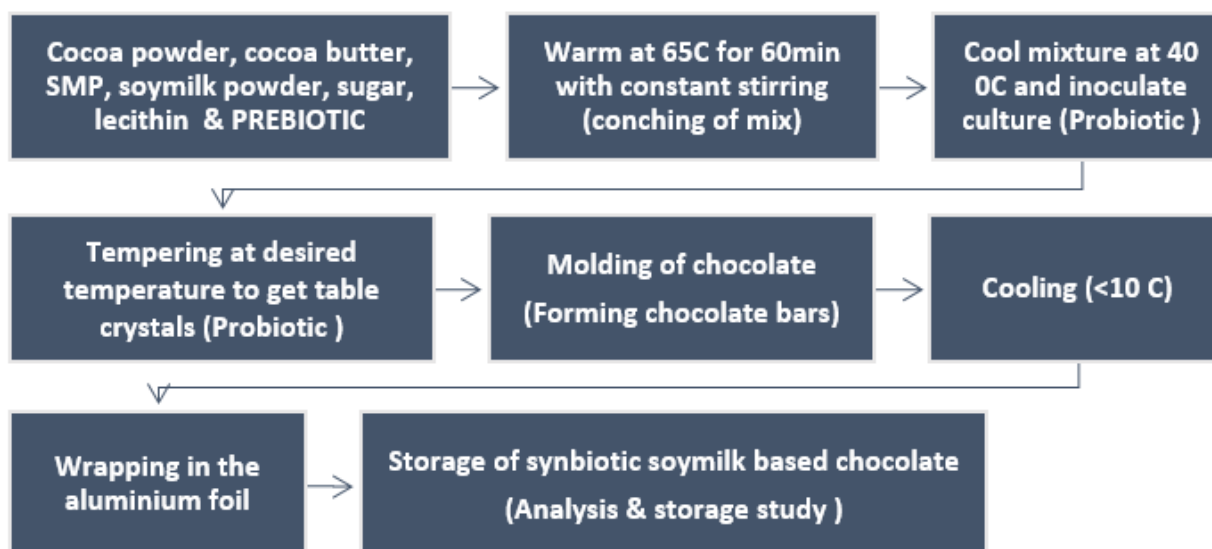 Cocoa powder, cocoa butter,
SMP, soymilk powder, sugar,
lecithin & PREBIOTIC
Warm at 65C for 60min
with constant stirring
(conching of mix)
Cool mixture at 40
0C and inoculate
culture (Probiotic )
Tempering at desired
temperature to get table
crystals (Probiotic )
Molding of chocolate
(Forming chocolate bars)
Cooling (<10 C)
Wrapping in the
aluminium foil
Storage of synbiotic soymilk based chocolate
(Analysis & storage study )